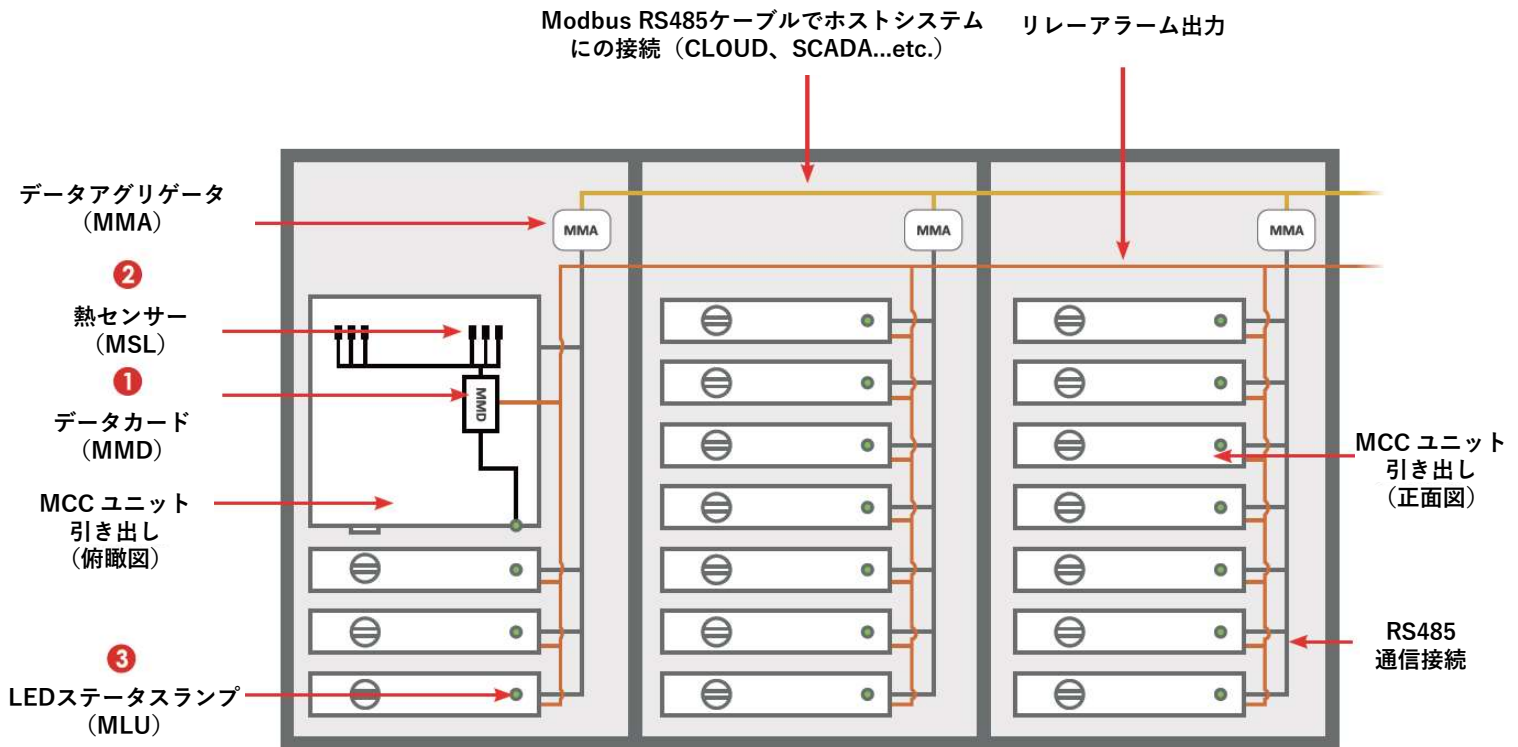 Modbus RS485ケーブルでホストシステム
にの接続（CLOUD、SCADA...etc.）
リレーアラーム出力
データアグリゲータ
（MMA）
MMA
MMA
MMA
2
熱センサー
（MSL）
1
データカード
（MMD）
MMD
MCC ユニット
引き出し
（俯瞰図）
MCC ユニット
引き出し
（正面図）
3
LEDステータスランプ
（MLU）
RS485
通信接続